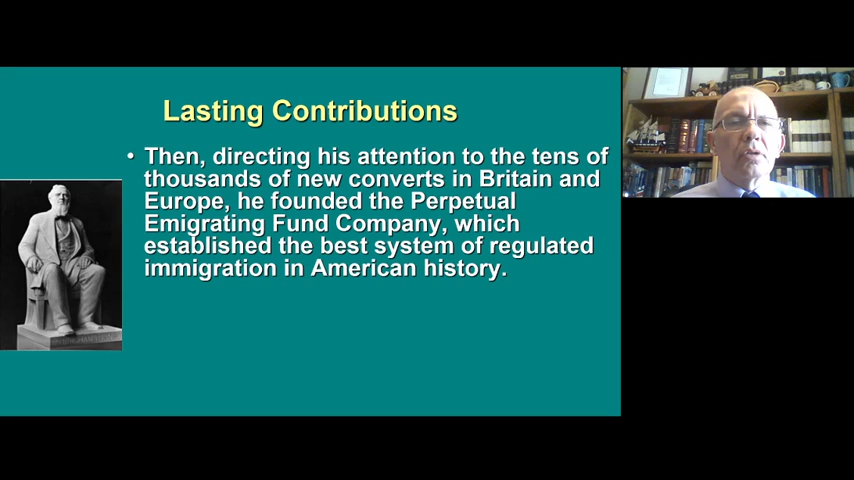 Lasting Contributions
• Then, directing his attention to the tens of
thousands of new converts in Britain and
Europe, he founded the Perpetual
Emigrating Fund Company, which
established the best system of regulated
immigration in American history.